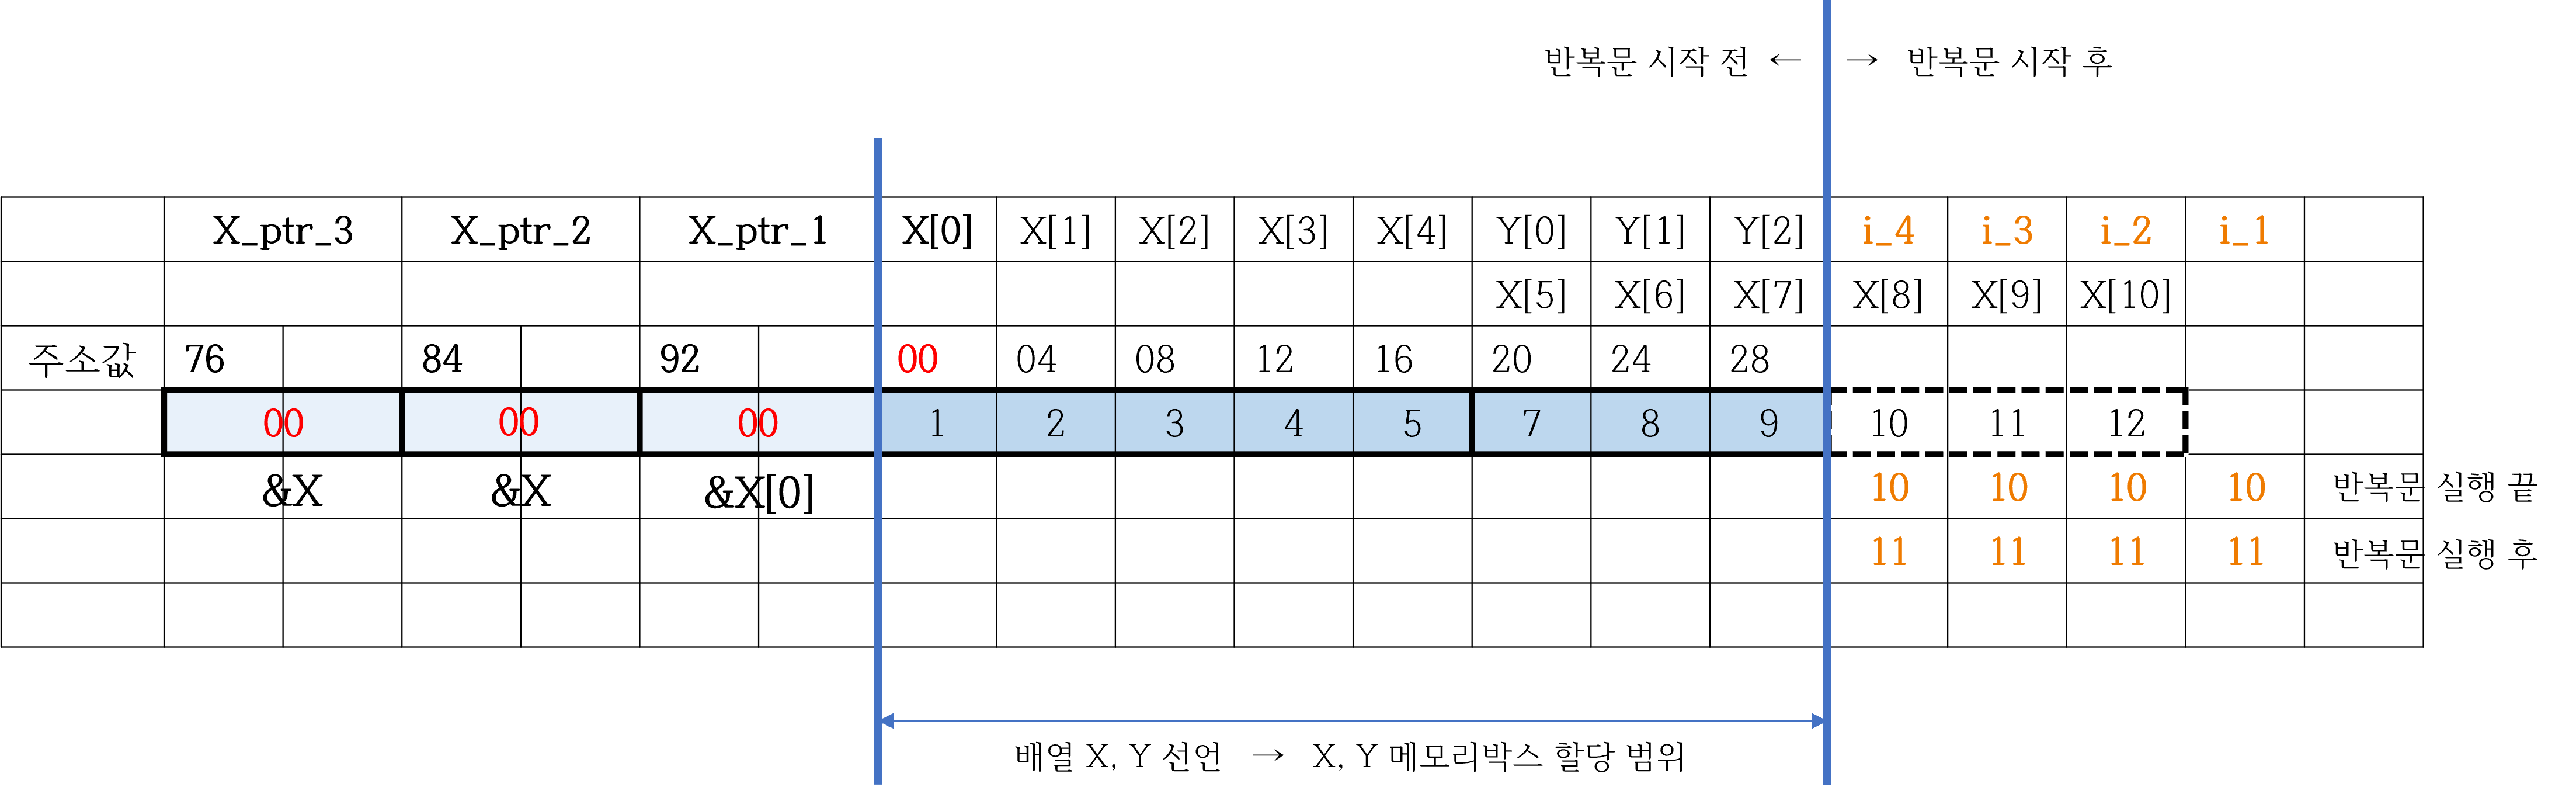 반복문 시작 전 ← → 반복문 시작 후
X_ptr_3 X_ptr_2 X_ptr_1 X[0] X[1] X[2] X[3] X[4] Y[0] Y[1] Y[2] i_4 i_3 i_2 i_1
X[5] X[6] X[7] X[8] X[9] X[10]
주소값 76 84 92 00 04 08 12 16 20 24 28
00 00 00 1 2 3 4 5 7 8 9 10 11 12
&X &X &X[0] 10 10 10 10 반복문 실행 끝
11 11 11 11 반복문 실행 후
배열 X, Y 선언 → X, Y 메모리박스 할당 범위